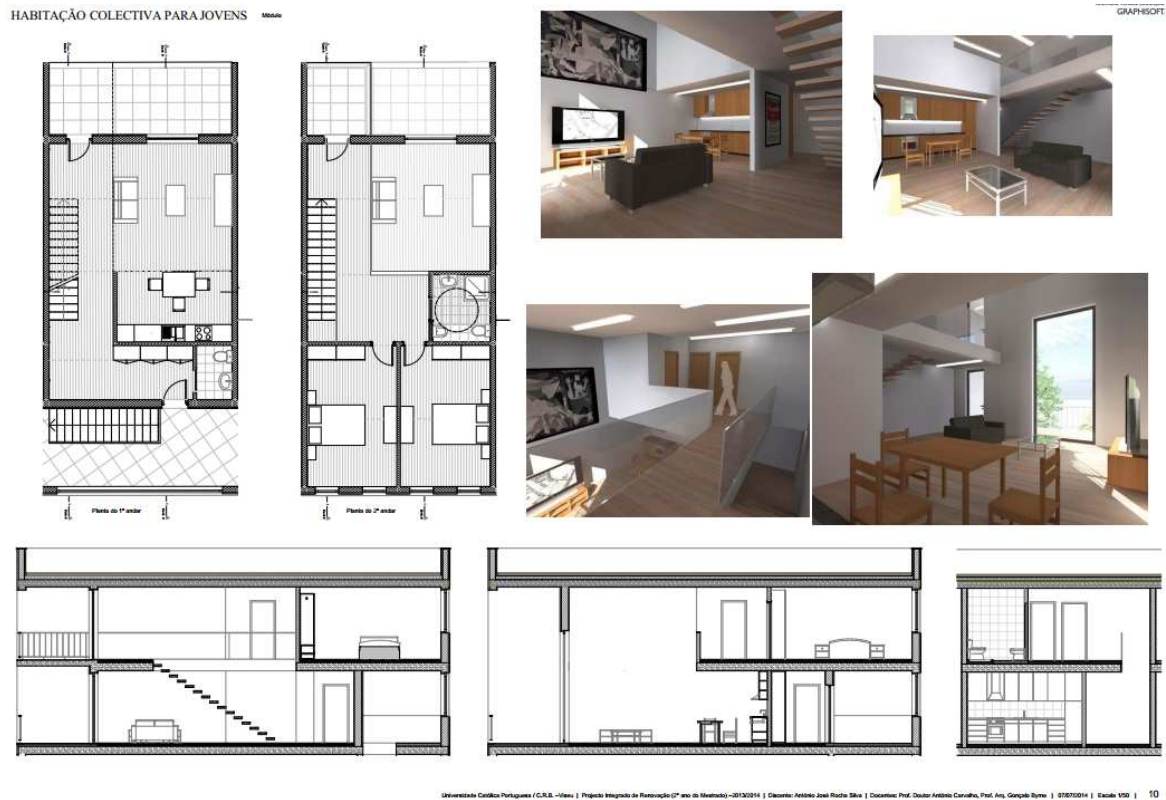 HABITAÇÃO COLECTIVA PARA JOVENS
Módulo
GRAPHISOFT.
Planta do 1º andar
Planta do 2º andar
Universidade Católica Portuguesa / C.R.B. –Viseu | Projecto Integrado de Renovação (2º ano do Mestrado) –2013/2014 | Discente: António José Rocha Silva | Docentes: Prof. Doutor António Carvalho, Prof. Arq. Gonçalo Byrne | 07/07/2014 | Escala 1/50 | 10